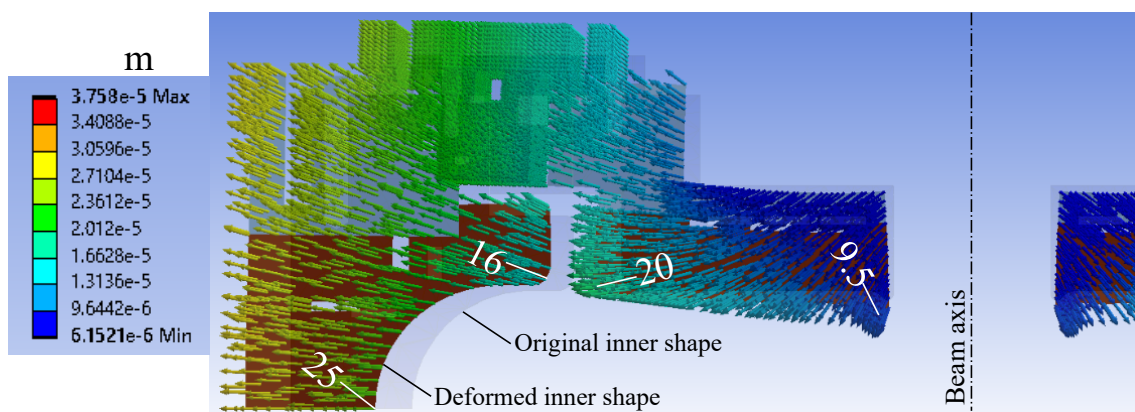 m
3.758e-5 Max
3.4088e-5
3.0596e-5
2.7104e-5
2.3612e-5
2.012e-5
1.6628e-5
1.3136e-5
9.6442e-6
6.1521e-6 Min
16
20
9.5
25
Original inner shape
Deformed inner shape
Beam axis